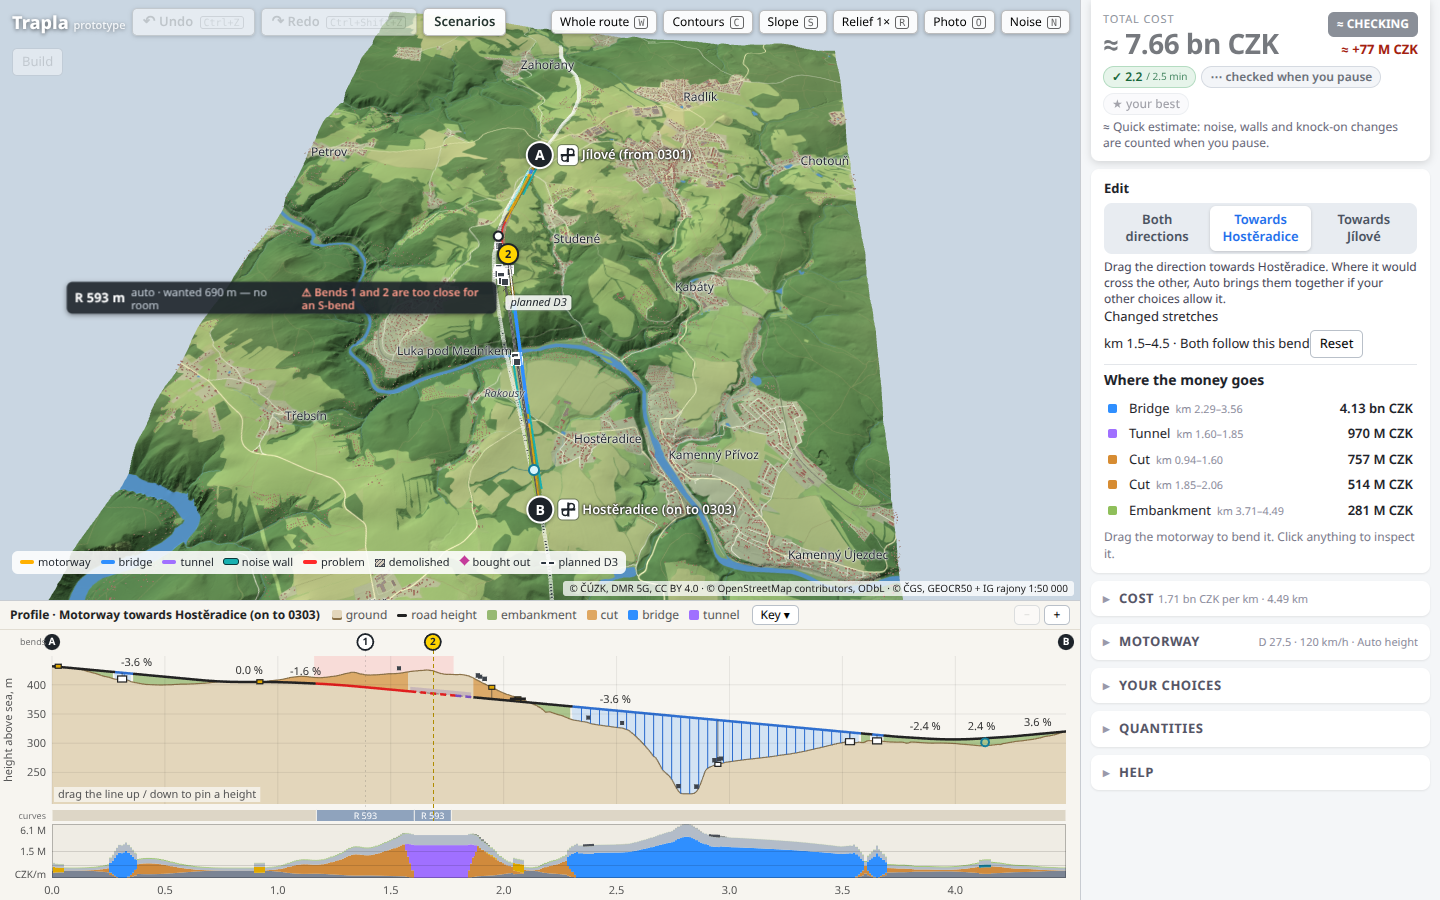 Trapla prototype
Undo Ctrl+Z
Redo Ctrl+Shift+Z
Scenarios
Whole route W
Contours C
Slope S
Relief 1× R
Photo O
Noise N
Build
Zahořany
Radlík
Petrov
A
Jílové (from 0301)
Chotouň
Studené
2
Kabáty
R 593 m auto · wanted 690 m — no room
⚠ Bends 1 and 2 are too close for an S-bend
planned D3
Luka pod Medníkem
Rakousy
Třebsín
Hostěradice
Kamenný Přívoz
B
Hostěradice (on to 0303)
Kamenný Újezdec
motorway bridge tunnel noise wall problem demolished bought out planned D3
© ČÚZK, DMR 5G, CC BY 4.0 · © OpenStreetMap contributors, ODbL · © ČGS, GEOCR50 + IG rajony 1:50 000
TOTAL COST
≈ CHECKING
≈ 7.66 bn CZK
≈ +77 M CZK
✓ 2.2 / 2.5 min
··· checked when you pause
★ your best
≈ Quick estimate: noise, walls and knock-on changes
are counted when you pause.
Edit
Both directions
Towards Hostěradice
Towards Jílové
Drag the direction towards Hostěradice. Where it would
cross the other, Auto brings them together if your
other choices allow it.
Changed stretches
km 1.5–4.5 · Both follow this bend Reset
Where the money goes
Bridge km 2.29–3.56 4.13 bn CZK
Tunnel km 1.60–1.85 970 M CZK
Cut km 0.94–1.60 757 M CZK
Cut km 1.85–2.06 514 M CZK
Embankment km 3.71–4.49 281 M CZK
Drag the motorway to bend it. Click anything to inspect
it.
▸ COST 1.71 bn CZK per km · 4.49 km
▸ MOTORWAY D 27.5 · 120 km/h · Auto height
▸ YOUR CHOICES
▸ QUANTITIES
▸ HELP
Profile · Motorway towards Hostěradice (on to 0303)
ground road height embankment cut bridge tunnel
Key ▾
− +
bends A 1 2 B
-3.6 % 0.0 % -1.6 % -3.6 % -2.4 % 2.4 % 3.6 %
height above sea, m
400
350
300
250
drag the line up / down to pin a height
curves R 593 R 593
6.1 M
1.5 M
CZK/m
0.0 0.5 1.0 1.5 2.0 2.5 3.0 3.5 4.0